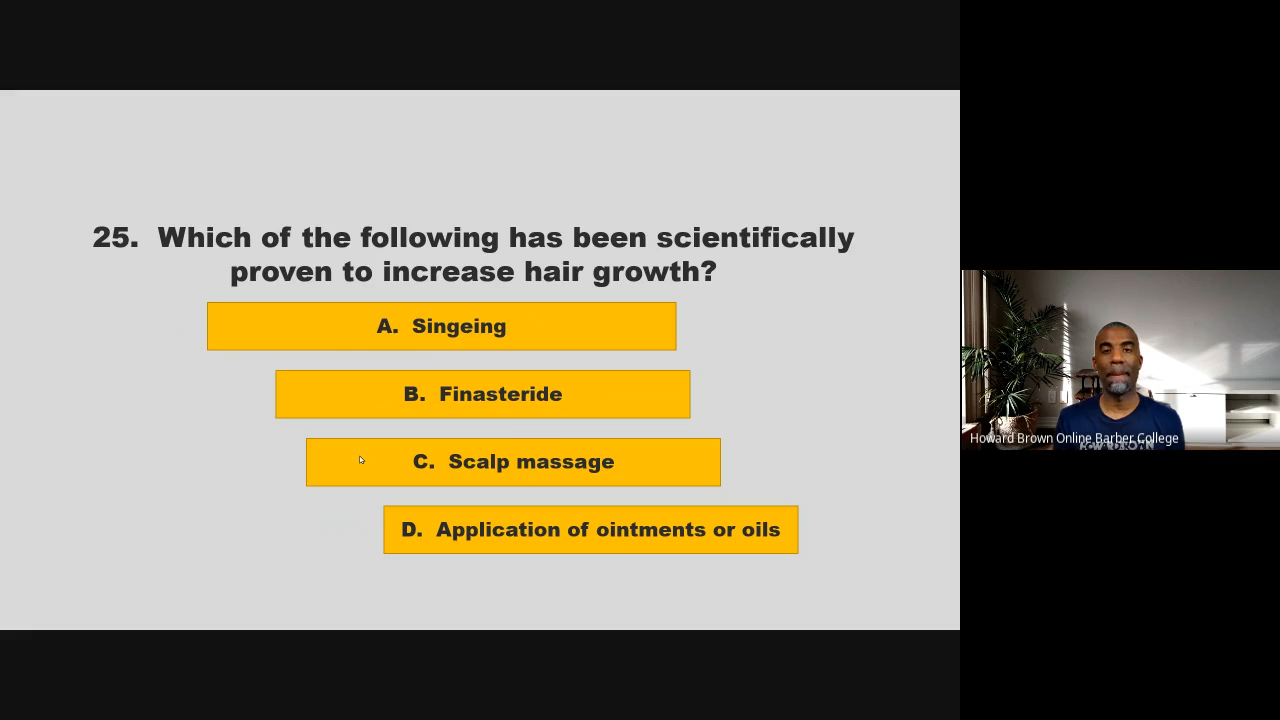 25.  Which of the following has been scientifically
proven to increase hair growth?
A.  Singeing
B.  Finasteride
C.  Scalp massage
D.  Application of ointments or oils
Howard Brown Online Barber College